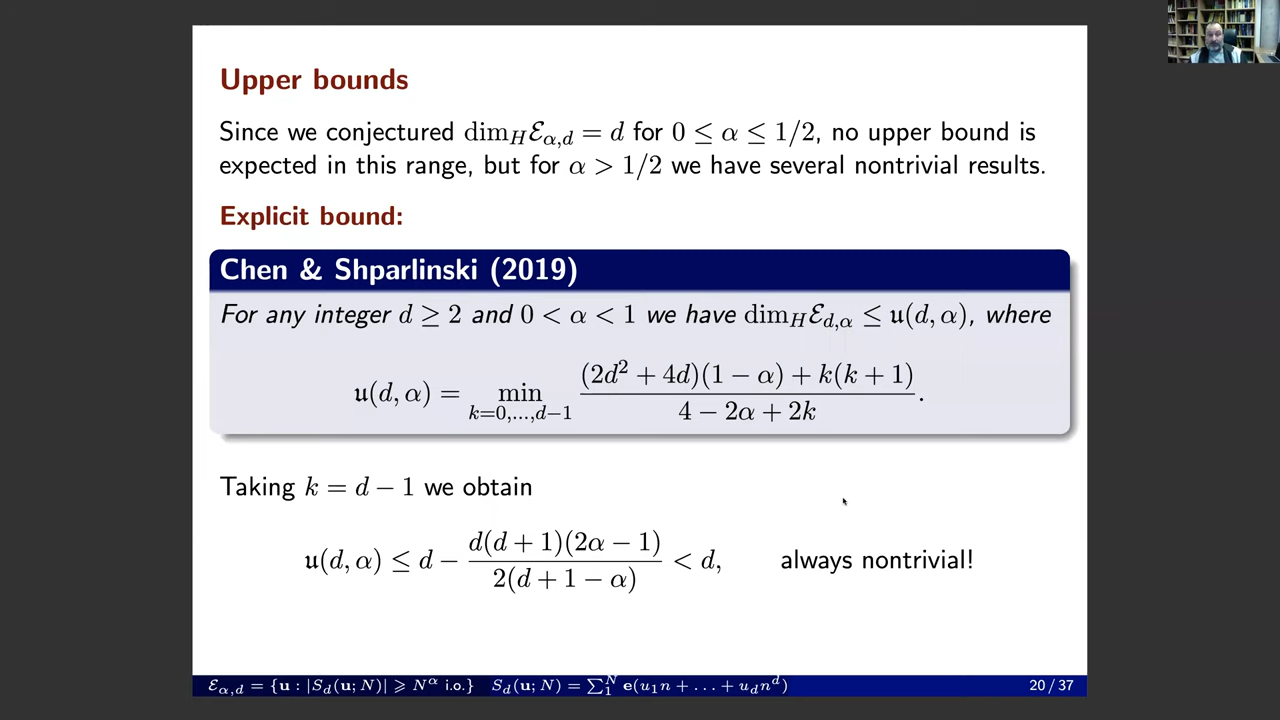 Upper bounds
Since we conjectured dim_H ℰ_{α,d} = d for 0 ≤ α ≤ 1/2, no upper bound is
expected in this range, but for α > 1/2 we have several nontrivial results.
Explicit bound:
Chen & Shparlinski (2019)
For any integer d ≥ 2 and 0 < α < 1 we have dim_H ℰ_{d,α} ≤ 𝔲(d, α), where
𝔲(d, α) = min_{k=0,...,d−1} \frac{(2d² + 4d)(1 − α) + k(k + 1)}{4 − 2α + 2k}.
Taking k = d − 1 we obtain
𝔲(d, α) ≤ d − \frac{d(d + 1)(2α − 1)}{2(d + 1 − α)} < d, always nontrivial!
ℰ_{α,d} = {𝐮 : |S_d(𝐮; N)| ⩾ N^α i.o.} S_d(𝐮; N) = ∑_1^N 𝐞(u_1 n + . . . + u_d n^d) 20 / 37